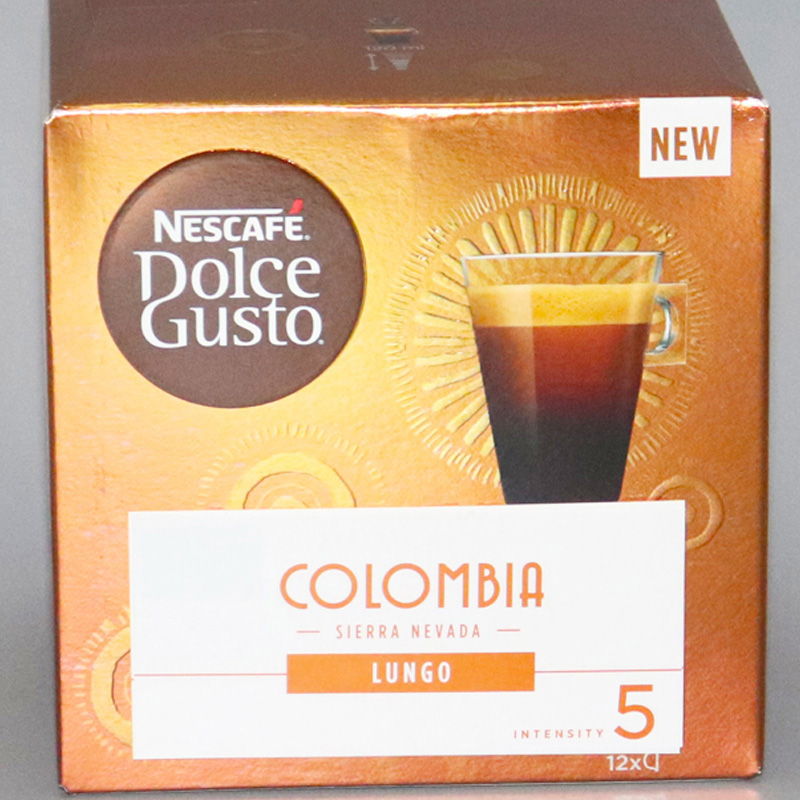 NEW
NESCAFÉ®
Dolce
Gusto®
COLOMBIA
SIERRA NEVADA
LUNGO
INTENSITY 5
12x